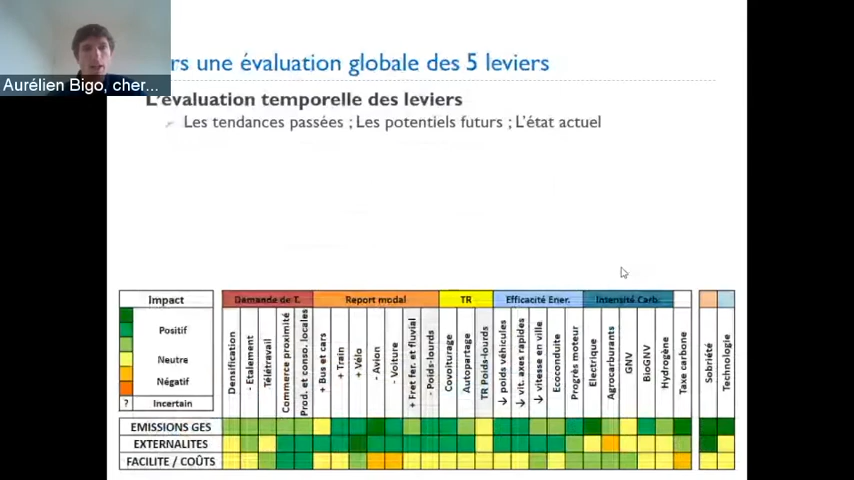 rs une évaluation globale des 5 leviers
Aurélien Bigo, cher...
L'évaluation temporelle des leviers
Les tendances passées ; Les potentiels futurs ; L'état actuel
Impact
Positif
Neutre
Négatif
? Incertain
Demande de T.
Report modal
TR
Efficacité Ener.
Intensité Carb.
Densification
- Etalement
Télétravail
Commerce proximité
Prod. et conso. locales
+ Bus et cars
+ Train
+ Vélo
- Avion
- Voiture
+ Fret fer. et fluvial
- Poids-lourds
Covoiturage
Autopartage
TR Poids-lourds
↓ poids véhicules
↓ vit. axes rapides
↓ vitesse en ville
Ecoconduite
Progrès moteur
Electrique
Agrocarburants
GNV
BioGNV
Hydrogène
Taxe carbone
Sobriété
Technologie
EMISSIONS GES
EXTERNALITES
FACILITE / COÛTS